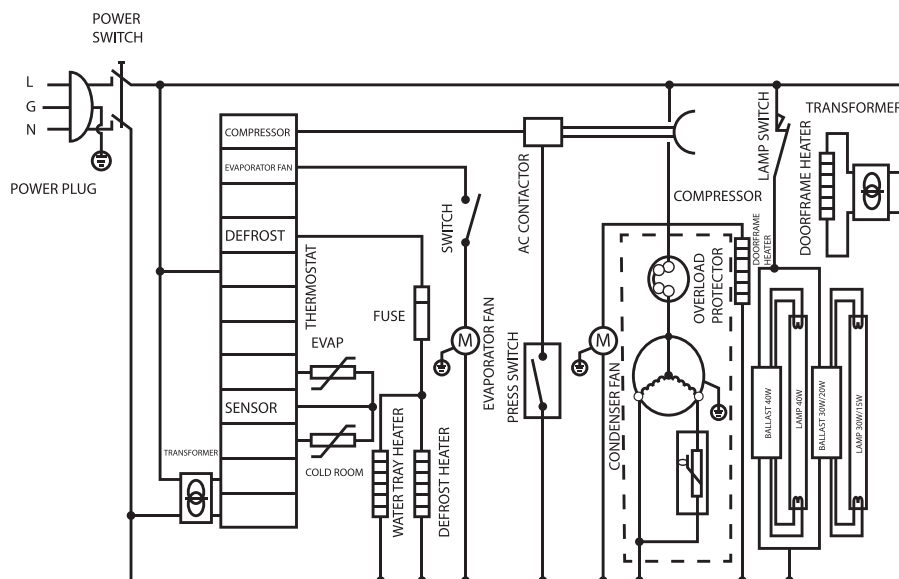 POWER
SWITCH
L
G
N
POWER PLUG
COMPRESSOR
EVAPORATOR FAN
DEFROST
THERMOSTAT
SENSOR
EVAP
COLD ROOM
TRANSFORMER
FUSE
WATER TRAY HEATER
DEFROST HEATER
SWITCH
M
EVAPORATOR FAN
AC CONTACTOR
PRESS SWITCH
M
CONDENSER FAN
COMPRESSOR
OVERLOAD
PROTECTOR
DOORFRAME
HEATER
LAMP SWITCH
TRANSFORMER
DOORFRAME HEATER
BALLAST 40W
LAMP 40W
BALLAST 30W/20W
LAMP 30W/15W